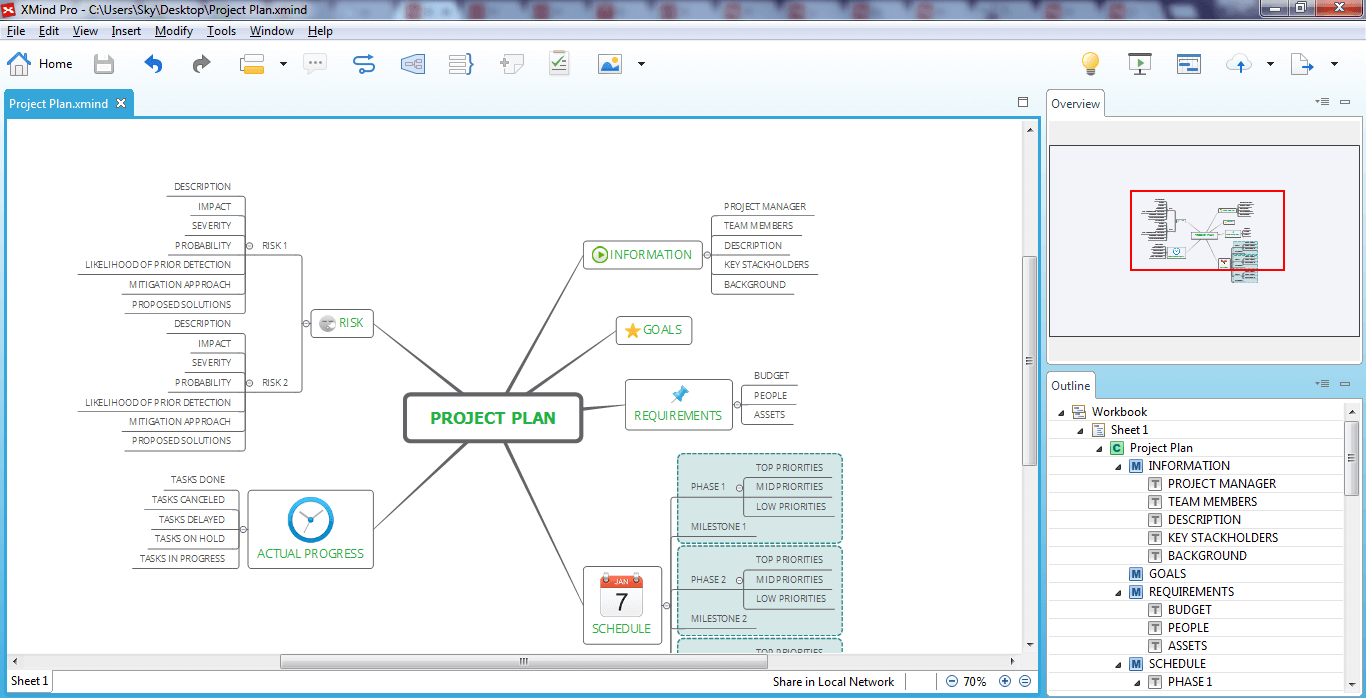 XMind Pro - C:\Users\Sky\Desktop\Project Plan.xmind
File Edit View Insert Modify Tools Window Help
Home
Project Plan.xmind
DESCRIPTION
IMPACT
SEVERITY
PROBABILITY
RISK 1
LIKELIHOOD OF PRIOR DETECTION
MITIGATION APPROACH
PROPOSED SOLUTIONS
DESCRIPTION
IMPACT
SEVERITY
PROBABILITY
RISK 2
LIKELIHOOD OF PRIOR DETECTION
MITIGATION APPROACH
PROPOSED SOLUTIONS
RISK
TASKS DONE
TASKS CANCELED
TASKS DELAYED
TASKS ON HOLD
TASKS IN PROGRESS
ACTUAL PROGRESS
PROJECT PLAN
INFORMATION
PROJECT MANAGER
TEAM MEMBERS
DESCRIPTION
KEY STACKHOLDERS
BACKGROUND
GOALS
REQUIREMENTS
BUDGET
PEOPLE
ASSETS
JAN
7
SCHEDULE
PHASE 1
TOP PRIORITIES
MID PRIORITIES
LOW PRIORITIES
MILESTONE 1
PHASE 2
TOP PRIORITIES
MID PRIORITIES
LOW PRIORITIES
MILESTONE 2
TOP PRIORITIES
Sheet 1
Share in Local Network
70%
Overview
Outline
Workbook
Sheet 1
C Project Plan
M INFORMATION
T PROJECT MANAGER
T TEAM MEMBERS
T DESCRIPTION
T KEY STACKHOLDERS
T BACKGROUND
M GOALS
M REQUIREMENTS
T BUDGET
T PEOPLE
T ASSETS
M SCHEDULE
T PHASE 1